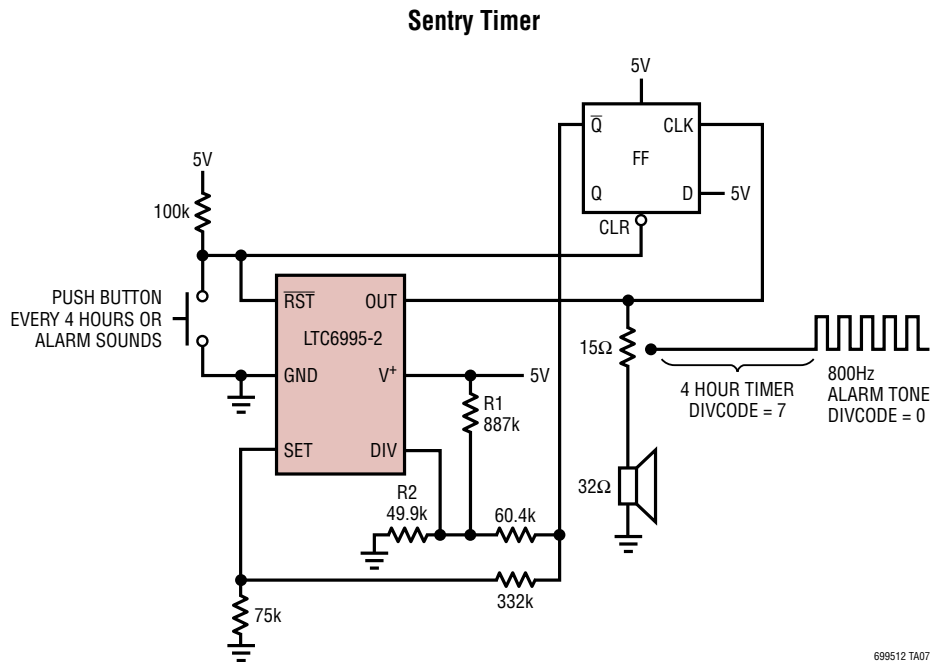 Sentry Timer
5V
Q̅
CLK
FF
Q
D
5V
CLR
5V
100k
PUSH BUTTON
EVERY 4 HOURS OR
ALARM SOUNDS
R̅S̅T̅
OUT
LTC6995-2
GND
V+
5V
SET
DIV
R1
887k
R2
49.9k
60.4k
332k
75k
15Ω
32Ω
4 HOUR TIMER
DIVCODE = 7
800Hz
ALARM TONE
DIVCODE = 0
699512 TA07